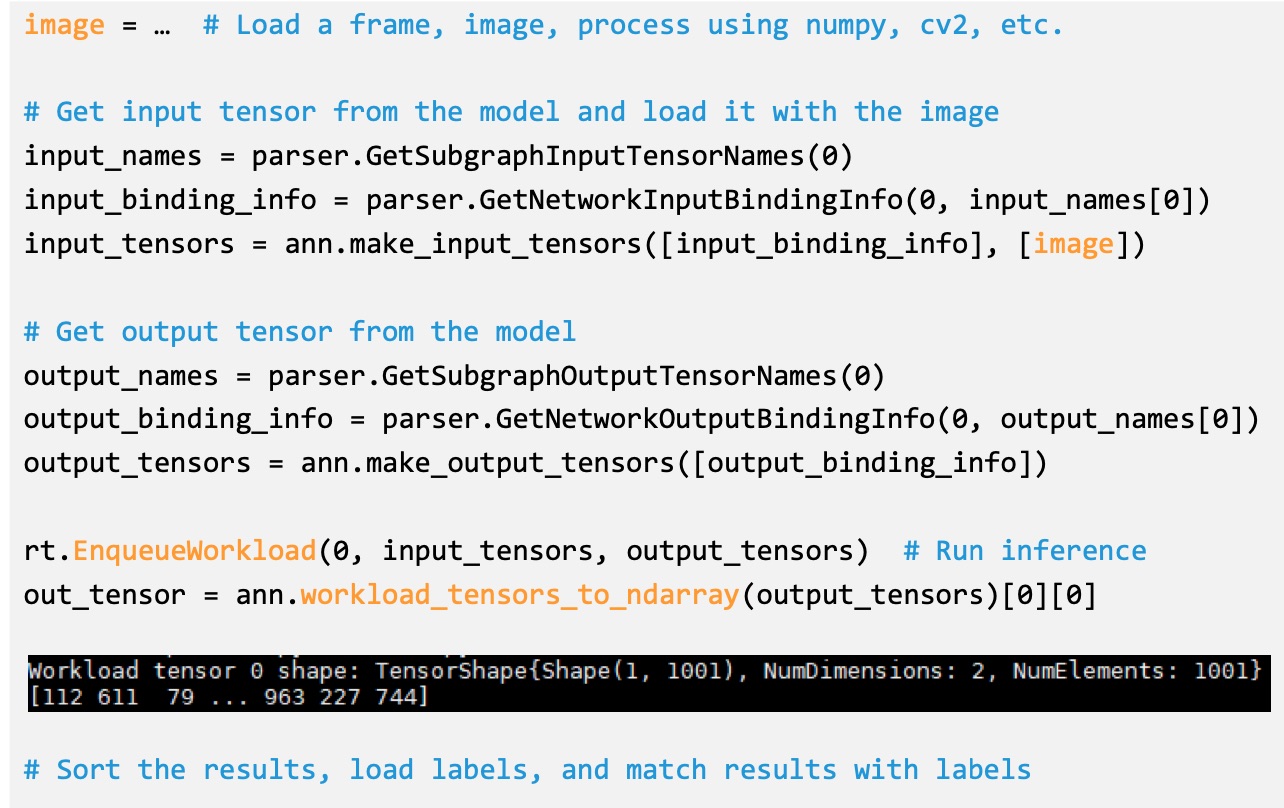 image = … # Load a frame, image, process using numpy, cv2, etc.
# Get input tensor from the model and load it with the image
input_names = parser.GetSubgraphInputTensorNames(0)
input_binding_info = parser.GetNetworkInputBindingInfo(0, input_names[0])
input_tensors = ann.make_input_tensors([input_binding_info], [image])
# Get output tensor from the model
output_names = parser.GetSubgraphOutputTensorNames(0)
output_binding_info = parser.GetNetworkOutputBindingInfo(0, output_names[0])
output_tensors = ann.make_output_tensors([output_binding_info])
rt.EnqueueWorkload(0, input_tensors, output_tensors) # Run inference
out_tensor = ann.workload_tensors_to_ndarray(output_tensors)[0][0]
Workload tensor 0 shape: TensorShape{Shape(1, 1001), NumDimensions: 2, NumElements: 1001}
[112 611 79 ... 963 227 744]
# Sort the results, load labels, and match results with labels